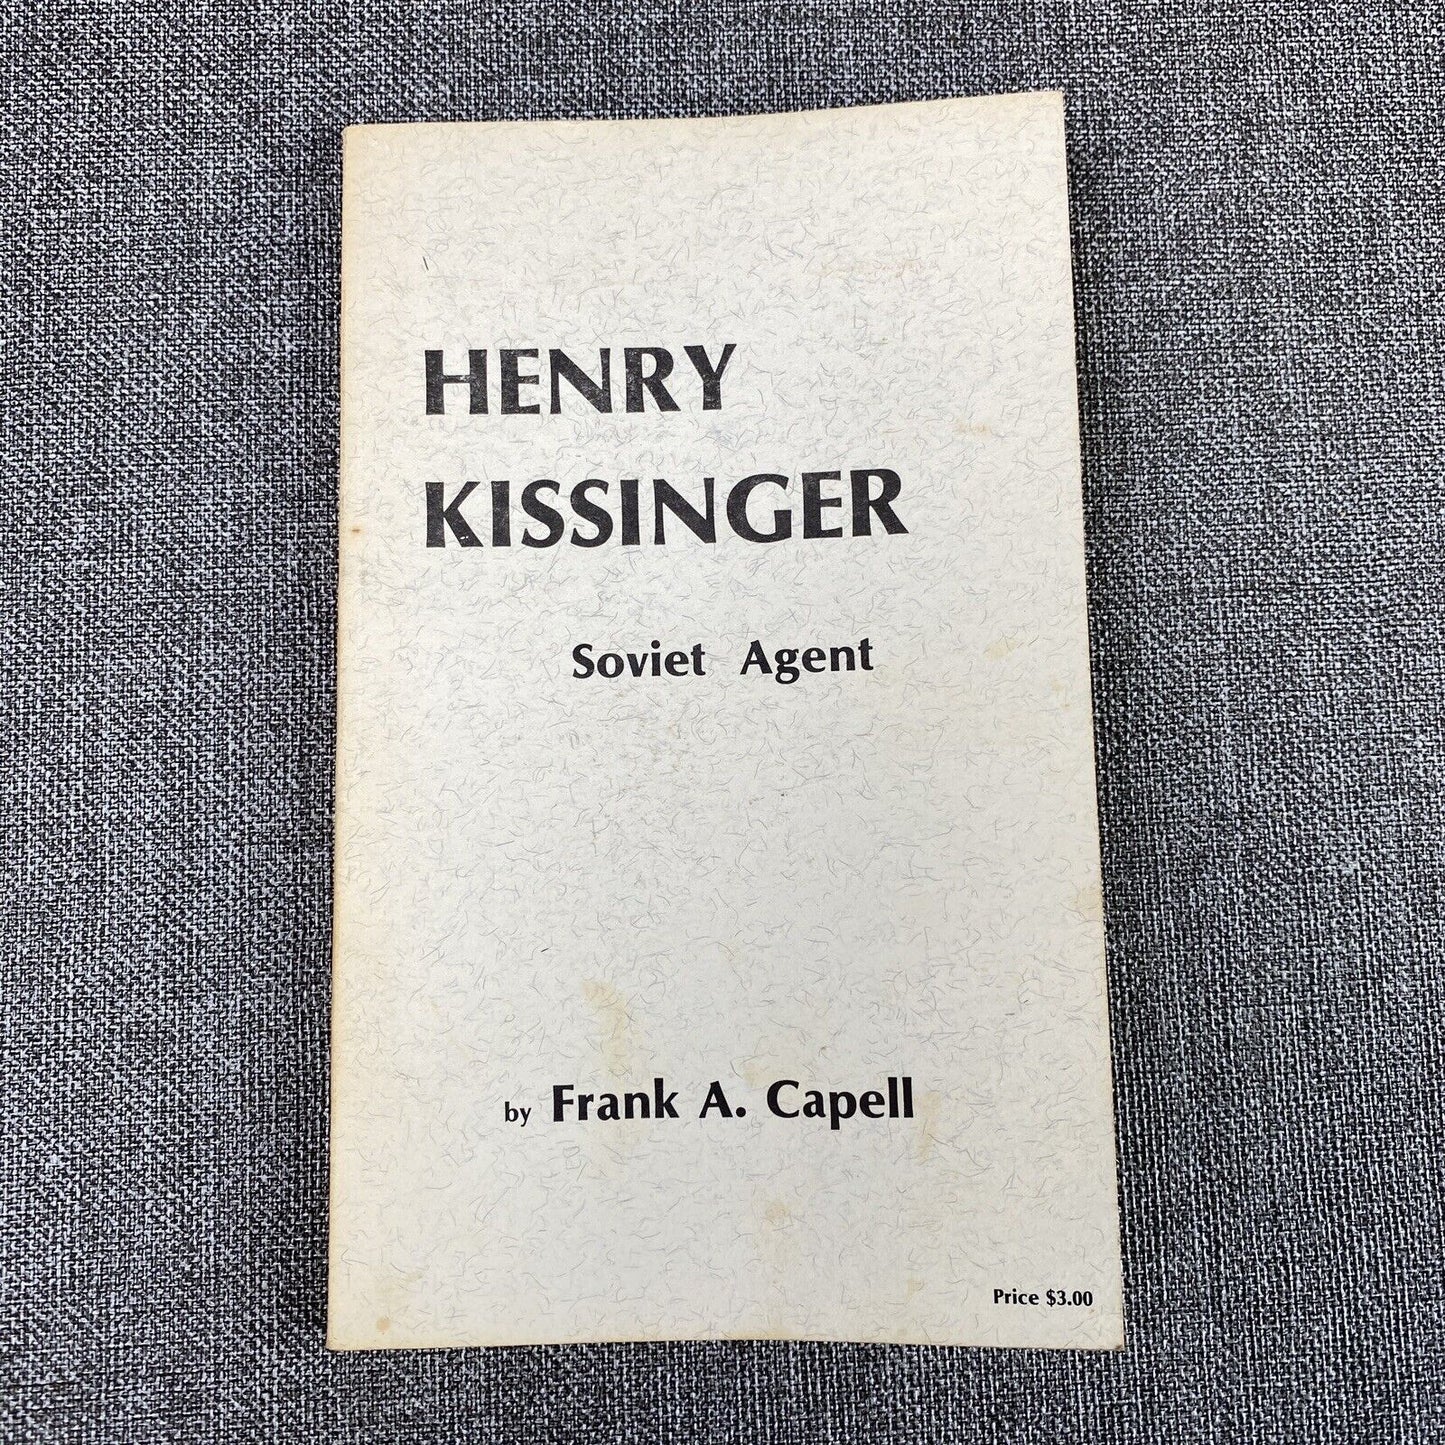 HENRY
KISSINGER
Soviet Agent
by Frank A. Capell
Price $3.00